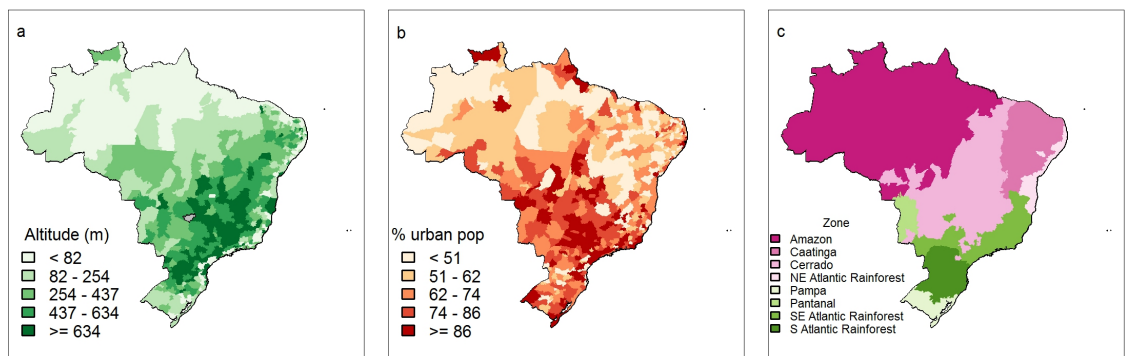 a
Altitude (m)
< 82
82 - 254
254 - 437
437 - 634
>= 634
b
% urban pop
< 51
51 - 62
62 - 74
74 - 86
>= 86
c
Zone
Amazon
Caatinga
Cerrado
NE Atlantic Rainforest
Pampa
Pantanal
SE Atlantic Rainforest
S Atlantic Rainforest